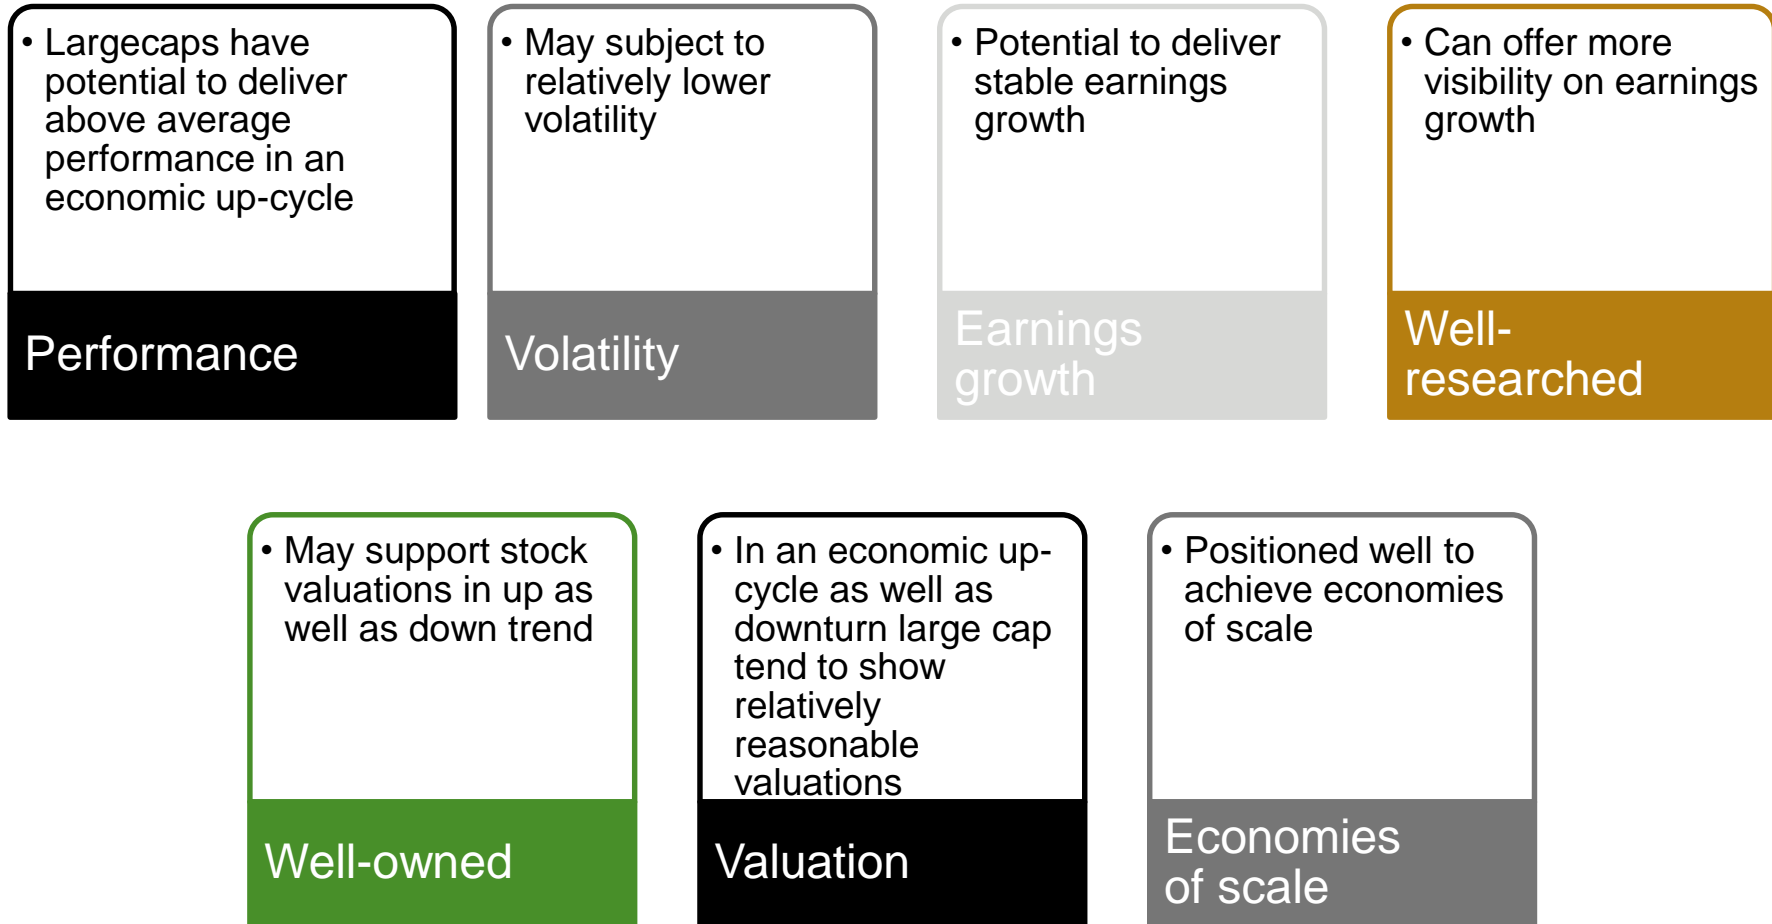 • Largecaps have
potential to deliver
above average
performance in an
economic up-cycle
Performance
• May subject to
relatively lower
volatility
Volatility
• Potential to deliver
stable earnings
growth
Earnings
growth
• Can offer more
visibility on earnings
growth
Well-
researched
• May support stock
valuations in up as
well as down trend
Well-owned
• In an economic up-
cycle as well as
downturn large cap
tend to show
relatively
reasonable
valuations
Valuation
• Positioned well to
achieve economies
of scale
Economies
of scale